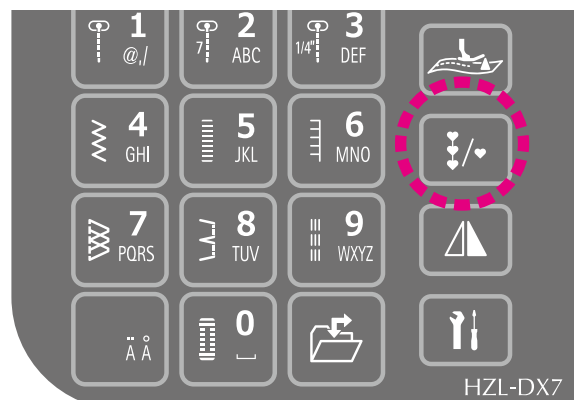 1 2 3
@./ 7 ABC 1/4" DEF
4 5 6
GHI JKL MNO
7 8 9
PQRS TUV WXYZ
0
Ä Å ⎵
HZL-DX7